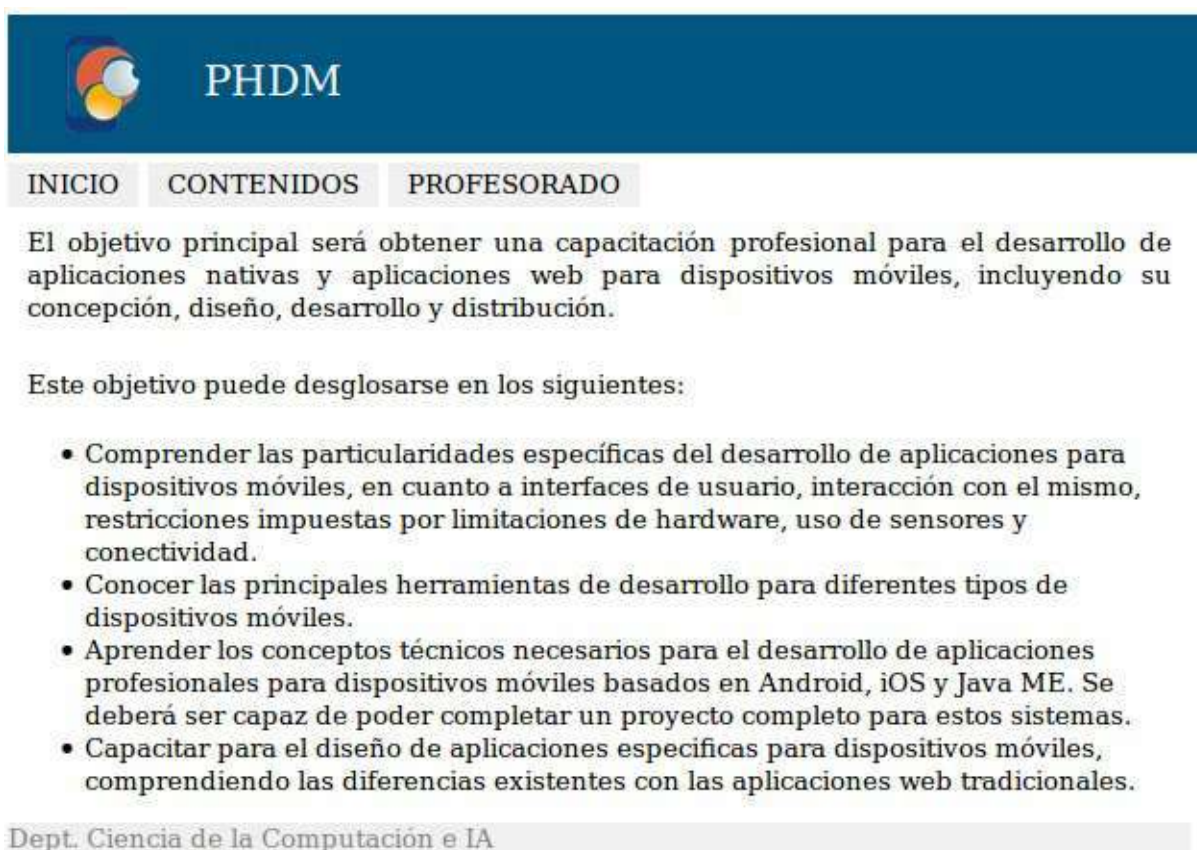 PHDM
INICIO CONTENIDOS PROFESORADO
El objetivo principal será obtener una capacitación profesional para el desarrollo de
aplicaciones nativas y aplicaciones web para dispositivos móviles, incluyendo su
concepción, diseño, desarrollo y distribución.
Este objetivo puede desglosarse en los siguientes:
• Comprender las particularidades específicas del desarrollo de aplicaciones para
dispositivos móviles, en cuanto a interfaces de usuario, interacción con el mismo,
restricciones impuestas por limitaciones de hardware, uso de sensores y
conectividad.
• Conocer las principales herramientas de desarrollo para diferentes tipos de
dispositivos móviles.
• Aprender los conceptos técnicos necesarios para el desarrollo de aplicaciones
profesionales para dispositivos móviles basados en Android, iOS y Java ME. Se
deberá ser capaz de poder completar un proyecto completo para estos sistemas.
• Capacitar para el diseño de aplicaciones especificas para dispositivos móviles,
comprendiendo las diferencias existentes con las aplicaciones web tradicionales.
Dept. Ciencia de la Computación e IA